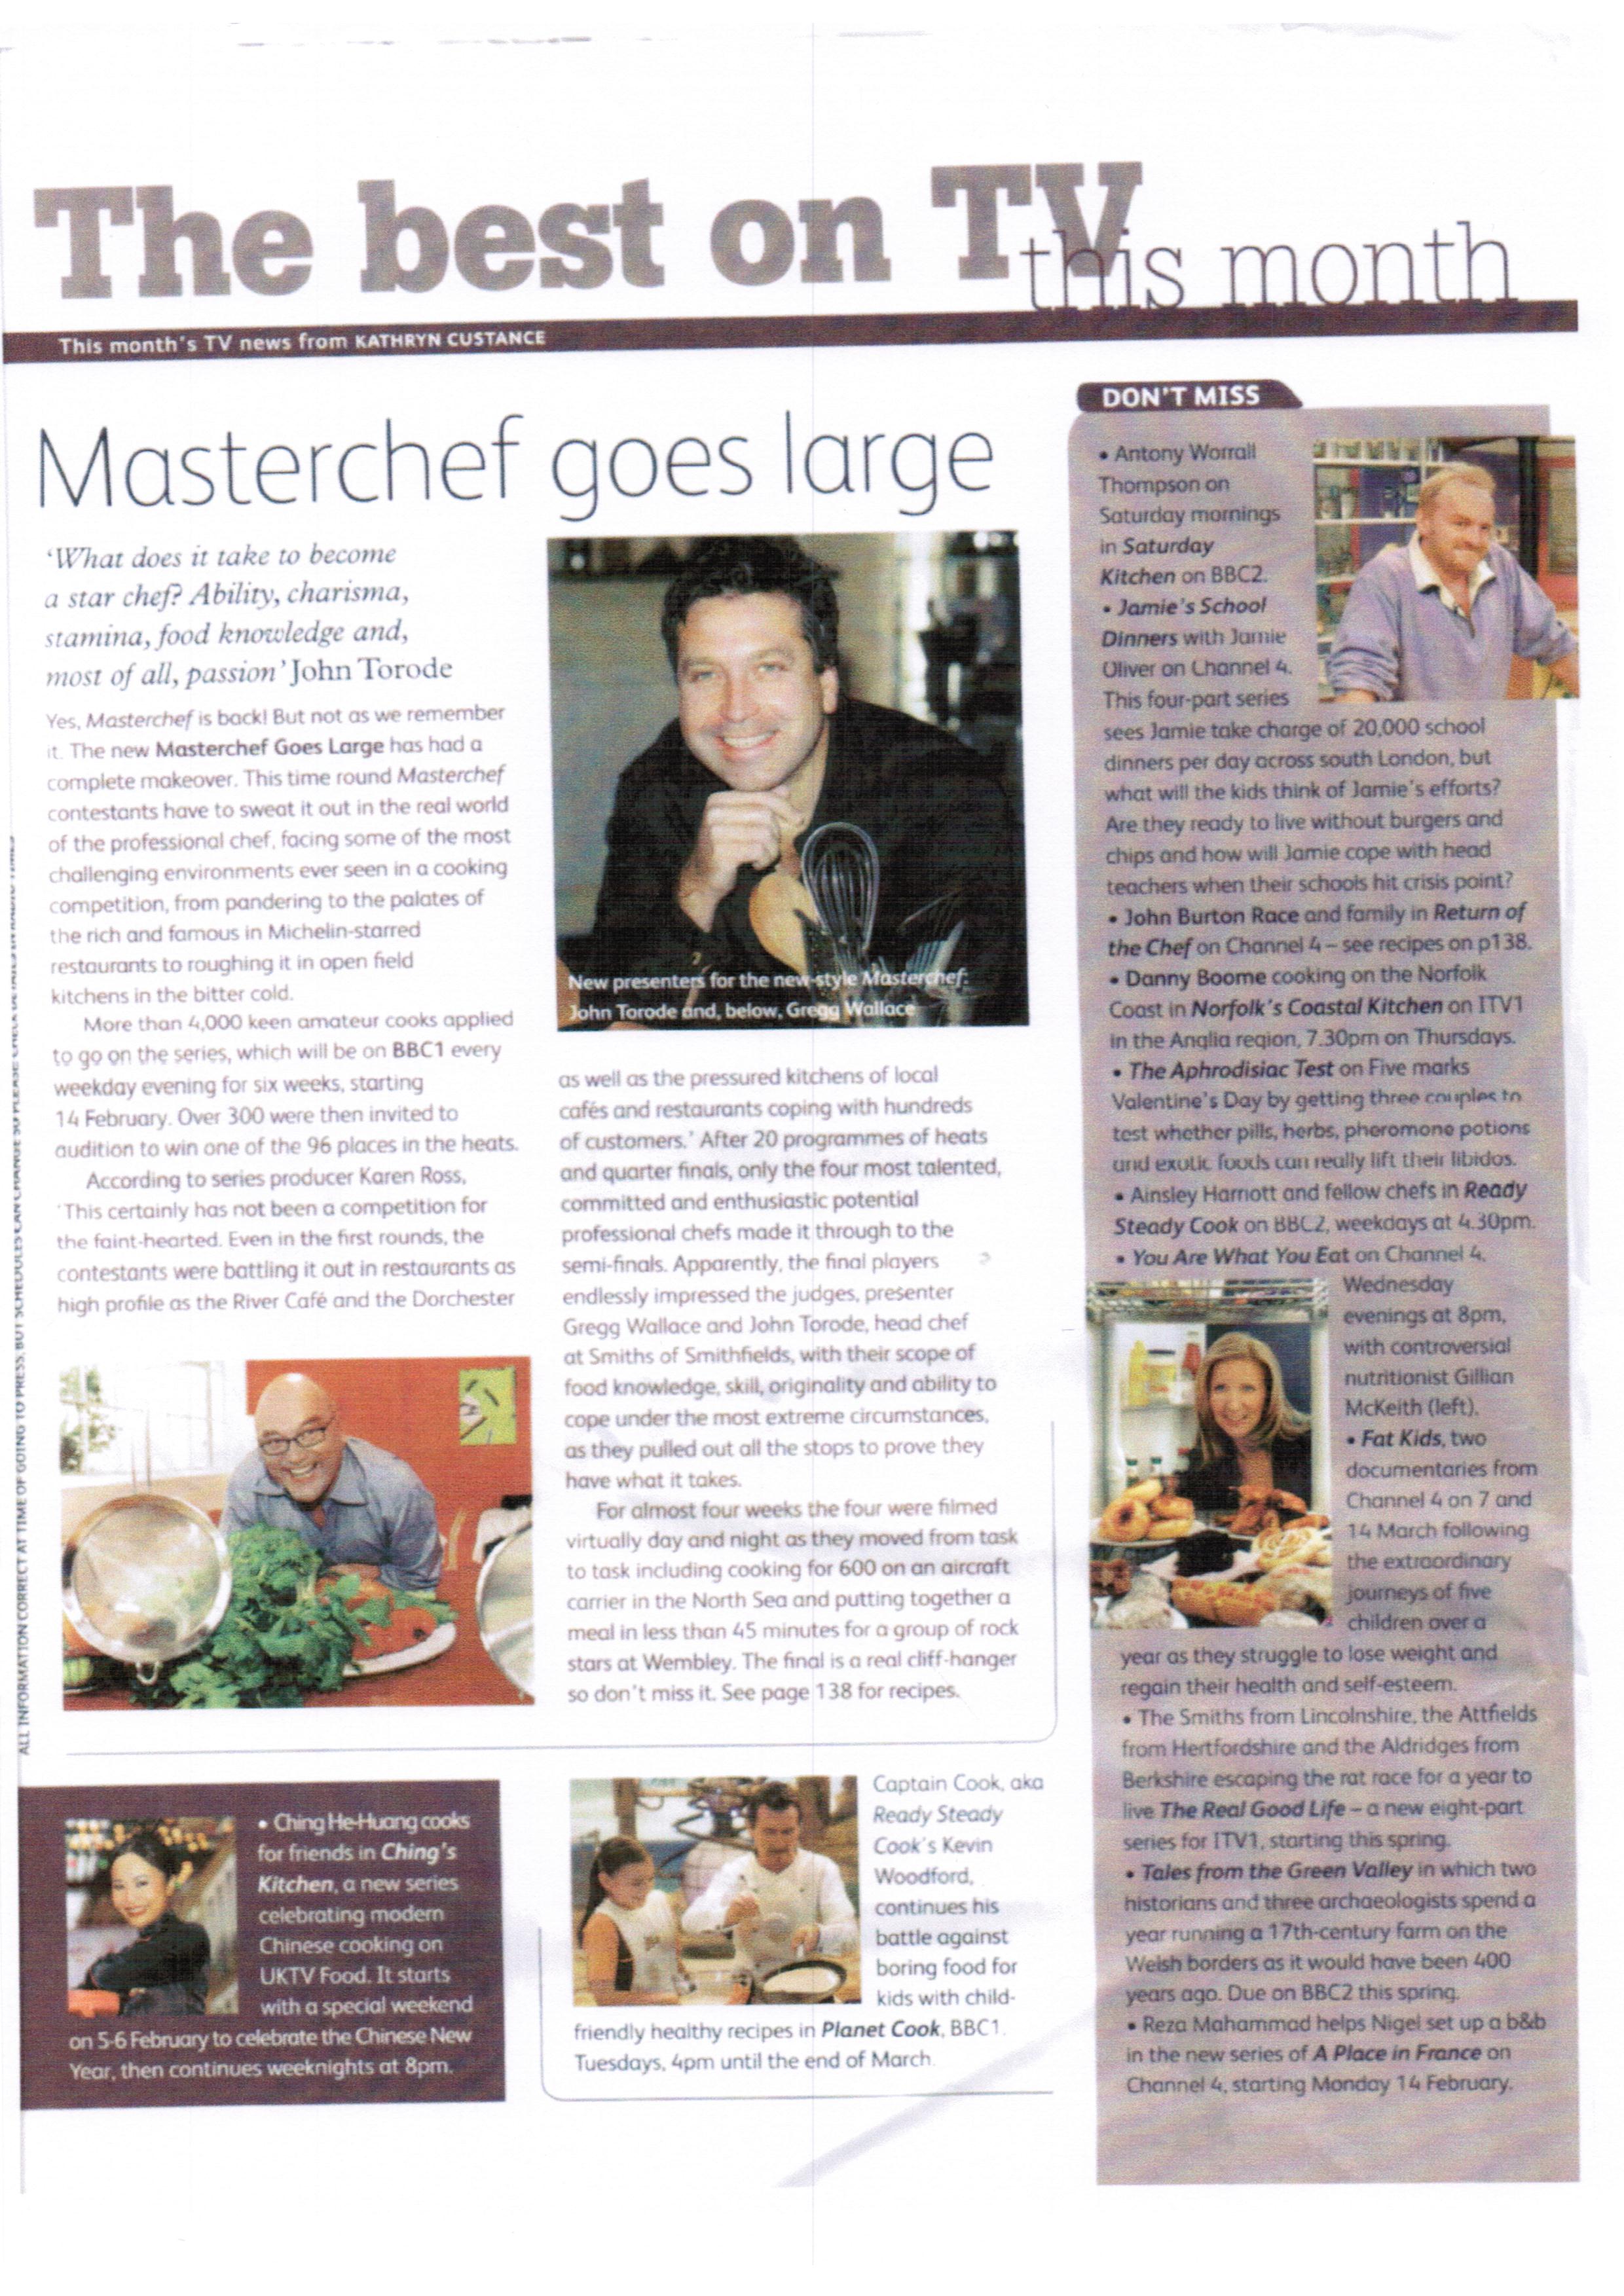 The best on TV
this month
This month's TV news from KATHRYN CUSTANCE
Masterchef goes large
'What does it take to become
a star chef? Ability, charisma,
stamina, food knowledge and,
most of all, passion' John Torode
Yes, Masterchef is back! But not as we remember
it. The new Masterchef Goes Large has had a
complete makeover. This time round Masterchef
contestants have to sweat it out in the real world
of the professional chef, facing some of the most
challenging environments ever seen in a cooking
competition, from pandering to the palates of
the rich and famous in Michelin-starred
restaurants to roughing it in open field
kitchens in the bitter cold.
More than 4,000 keen amateur cooks applied
to go on the series, which will be on BBC1 every
weekday evening for six weeks, starting
14 February. Over 300 were then invited to
audition to win one of the 96 places in the heats.
According to series producer Karen Ross,
'This certainly has not been a competition for
the faint-hearted. Even in the first rounds, the
contestants were battling it out in restaurants as
high profile as the River Café and the Dorchester
New presenters for the new-style Masterchef:
John Torode and, below, Gregg Wallace
as well as the pressured kitchens of local
cafés and restaurants coping with hundreds
of customers.' After 20 programmes of heats
and quarter finals, only the four most talented,
committed and enthusiastic potential
professional chefs made it through to the
semi-finals. Apparently, the final players
endlessly impressed the judges, presenter
Gregg Wallace and John Torode, head chef
at Smiths of Smithfields, with their scope of
food knowledge, skill, originality and ability to
cope under the most extreme circumstances,
as they pulled out all the stops to prove they
have what it takes.
For almost four weeks the four were filmed
virtually day and night as they moved from task
to task including cooking for 600 on an aircraft
carrier in the North Sea and putting together a
meal in less than 45 minutes for a group of rock
stars at Wembley. The final is a real cliff-hanger
so don't miss it. See page 138 for recipes.
• Ching He-Huang cooks
for friends in Ching's
Kitchen, a new series
celebrating modern
Chinese cooking on
UKTV Food. It starts
with a special weekend
on 5-6 February to celebrate the Chinese New
Year, then continues weeknights at 8pm.
Captain Cook, aka
Ready Steady
Cook's Kevin
Woodford,
continues his
battle against
boring food for
kids with child-
friendly healthy recipes in Planet Cook, BBC1.
Tuesdays, 4pm until the end of March.
DON'T MISS
• Antony Worrall
Thompson on
Saturday mornings
in Saturday
Kitchen on BBC2.
• Jamie's School
Dinners with Jamie
Oliver on Channel 4.
This four-part series
sees Jamie take charge of 20,000 school
dinners per day across south London, but
what will the kids think of Jamie's efforts?
Are they ready to live without burgers and
chips and how will Jamie cope with head
teachers when their schools hit crisis point?
• John Burton Race and family in Return of
the Chef on Channel 4 – see recipes on p138.
• Danny Boome cooking on the Norfolk
Coast in Norfolk's Coastal Kitchen on ITV1
in the Anglia region, 7.30pm on Thursdays.
• The Aphrodisiac Test on Five marks
Valentine's Day by getting three couples to
test whether pills, herbs, pheromone potions
and exotic foods can really lift their libidos.
• Ainsley Harriott and fellow chefs in Ready
Steady Cook on BBC2, weekdays at 4.30pm.
• You Are What You Eat on Channel 4.
Wednesday
evenings at 8pm,
with controversial
nutritionist Gillian
McKeith (left).
• Fat Kids, two
documentaries from
Channel 4 on 7 and
14 March following
the extraordinary
journeys of five
children over a
year as they struggle to lose weight and
regain their health and self-esteem.
• The Smiths from Lincolnshire, the Attfields
from Hertfordshire and the Aldridges from
Berkshire escaping the rat race for a year to
live The Real Good Life – a new eight-part
series for ITV1, starting this spring.
• Tales from the Green Valley in which two
historians and three archaeologists spend a
year running a 17th-century farm on the
Welsh borders as it would have been 400
years ago. Due on BBC2 this spring.
• Reza Mahammad helps Nigel set up a b&b
in the new series of A Place in France on
Channel 4, starting Monday 14 February.
ALL INFORMATION CORRECT AT TIME OF GOING TO PRESS, BUT SCHEDULES CAN CHANGE SO PLEASE